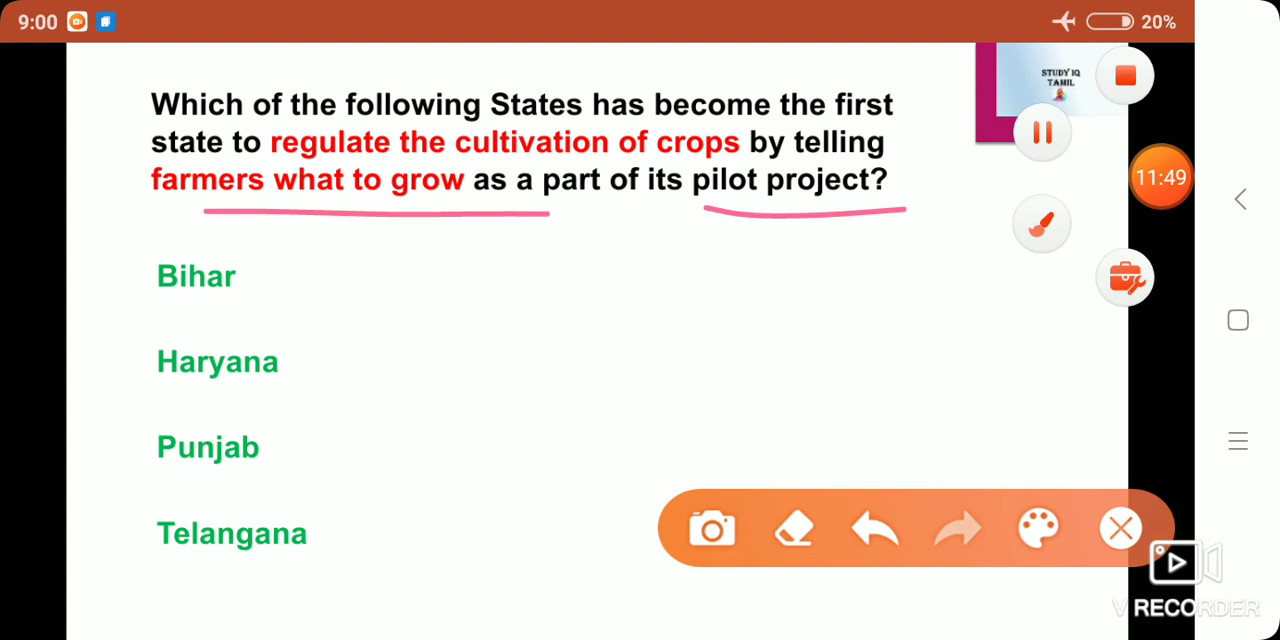 9:00
20%
STUDY IQ
TAMIL
Which of the following States has become the first
state to regulate the cultivation of crops by telling
farmers what to grow as a part of its pilot project?
11:49
Bihar
Haryana
Punjab
Telangana
V RECORDER